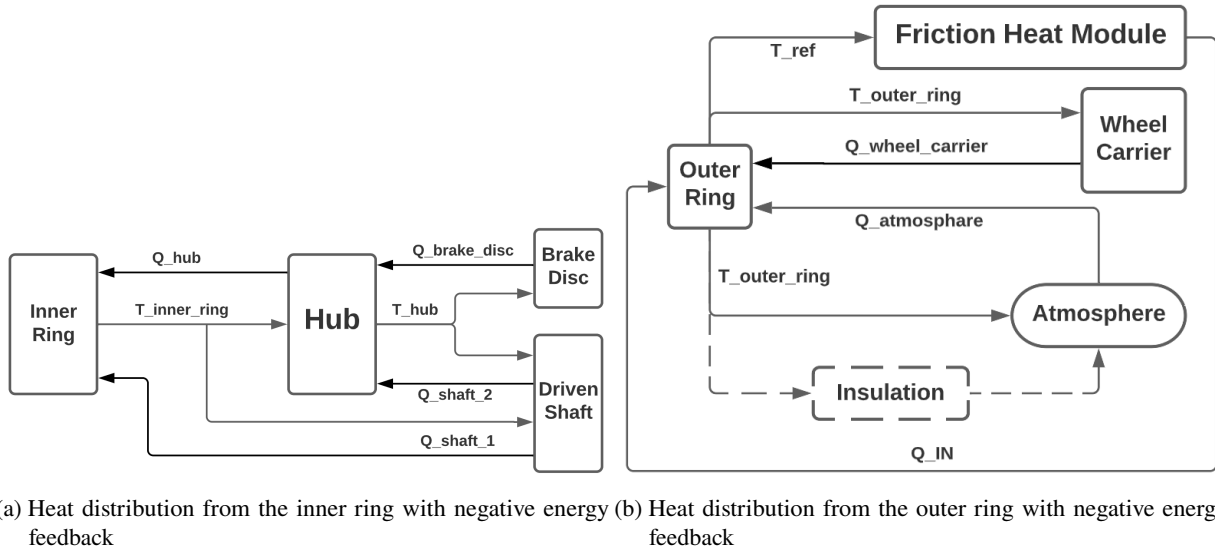 Q_hub
Q_brake_disc
Brake
Disc
Inner
Ring
T_inner_ring
Hub
T_hub
Q_shaft_2
Driven
Shaft
Q_shaft_1
T_ref
Friction Heat Module
T_outer_ring
Wheel
Carrier
Q_wheel_carrier
Outer
Ring
Q_atmosphare
T_outer_ring
Atmosphere
Insulation
Q_IN
a) Heat distribution from the inner ring with negative energy
feedback
(b) Heat distribution from the outer ring with negative energ
feedback